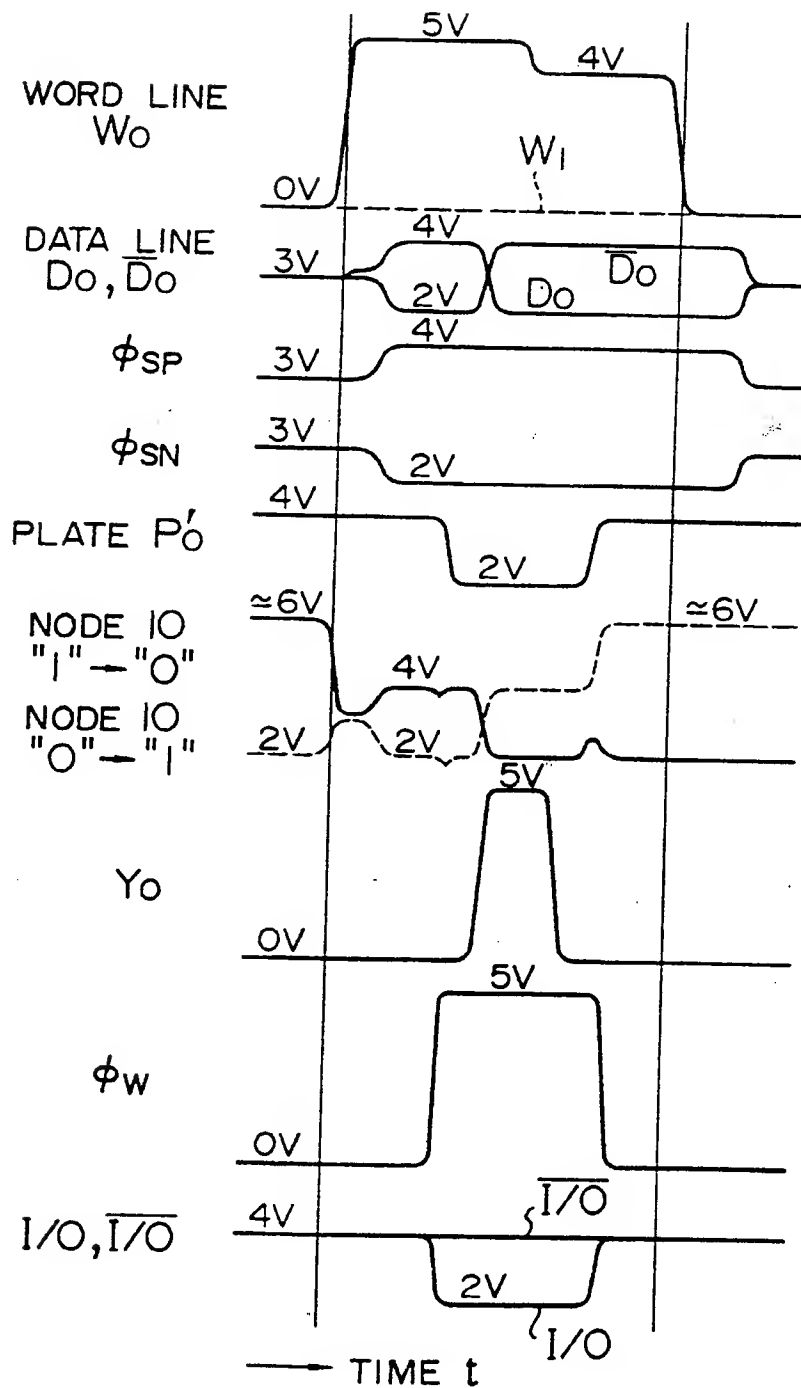 5V
4V
WORD LINE
W0
W1
0V
DATA LINE
D0, D̅0
4V
3V
D̅0
D0
2V
ϕSP
4V
3V
ϕSN
3V
2V
PLATE P'0
4V
2V
≃6V
≃6V
NODE 10
"1" → "0"
4V
NODE 10
"0" → "1"
2V
2V
5V
Y0
0V
5V
ϕW
0V
I/O, I̅/̅O̅
4V
I̅/̅O̅
2V
I/O
→ TIME t